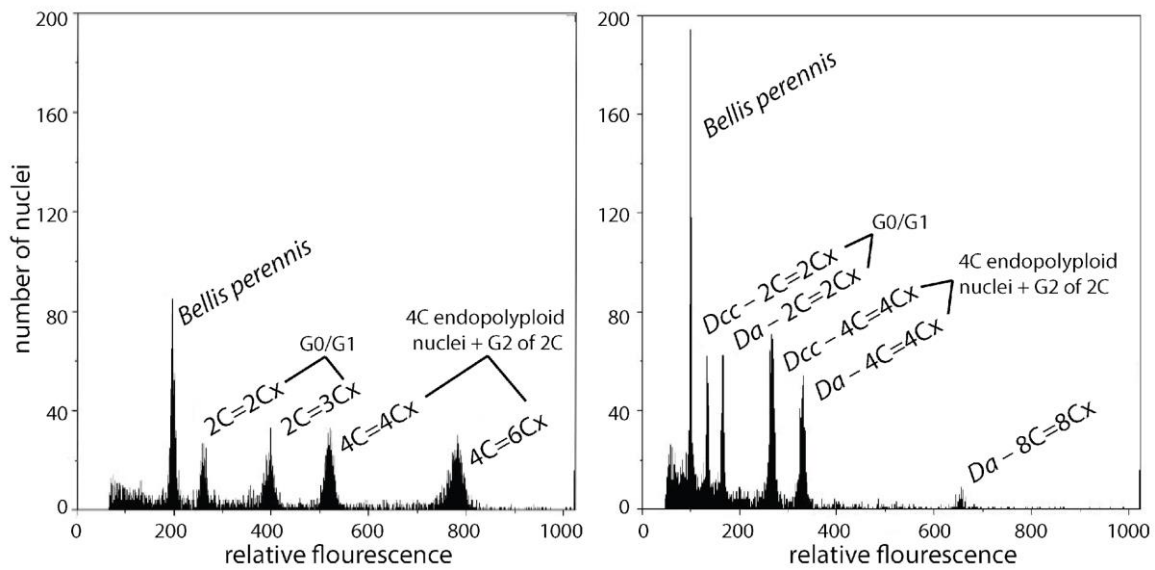 200
160
120
80
40
0
number of nuclei
Bellis perennis
2C=2Cx
G0/G1
2C=3Cx
4C=4Cx
4C endopolyploid
nuclei + G2 of 2C
4C=6Cx
0 200 400 600 800 1000
relative flourescence
200
160
120
80
40
0
Bellis perennis
Dcc – 2C=2Cx
G0/G1
Da – 2C=2Cx
Dcc – 4C=4Cx
4C endopolyploid
nuclei + G2 of 2C
Da – 4C=4Cx
Da – 8C=8Cx
0 200 400 600 800 1000
relative flourescence